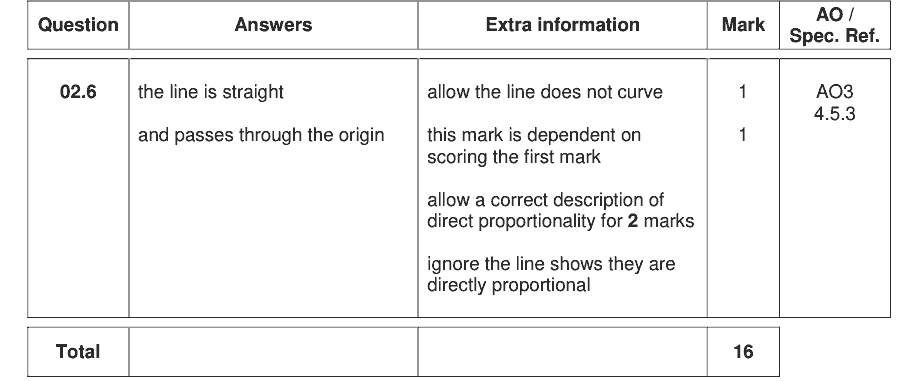 Question Answers Extra information Mark AO /
Spec. Ref.
02.6 the line is straight allow the line does not curve 1 AO3
4.5.3
and passes through the origin this mark is dependent on 1
scoring the first mark
allow a correct description of
direct proportionality for 2 marks
ignore the line shows they are
directly proportional
Total 16